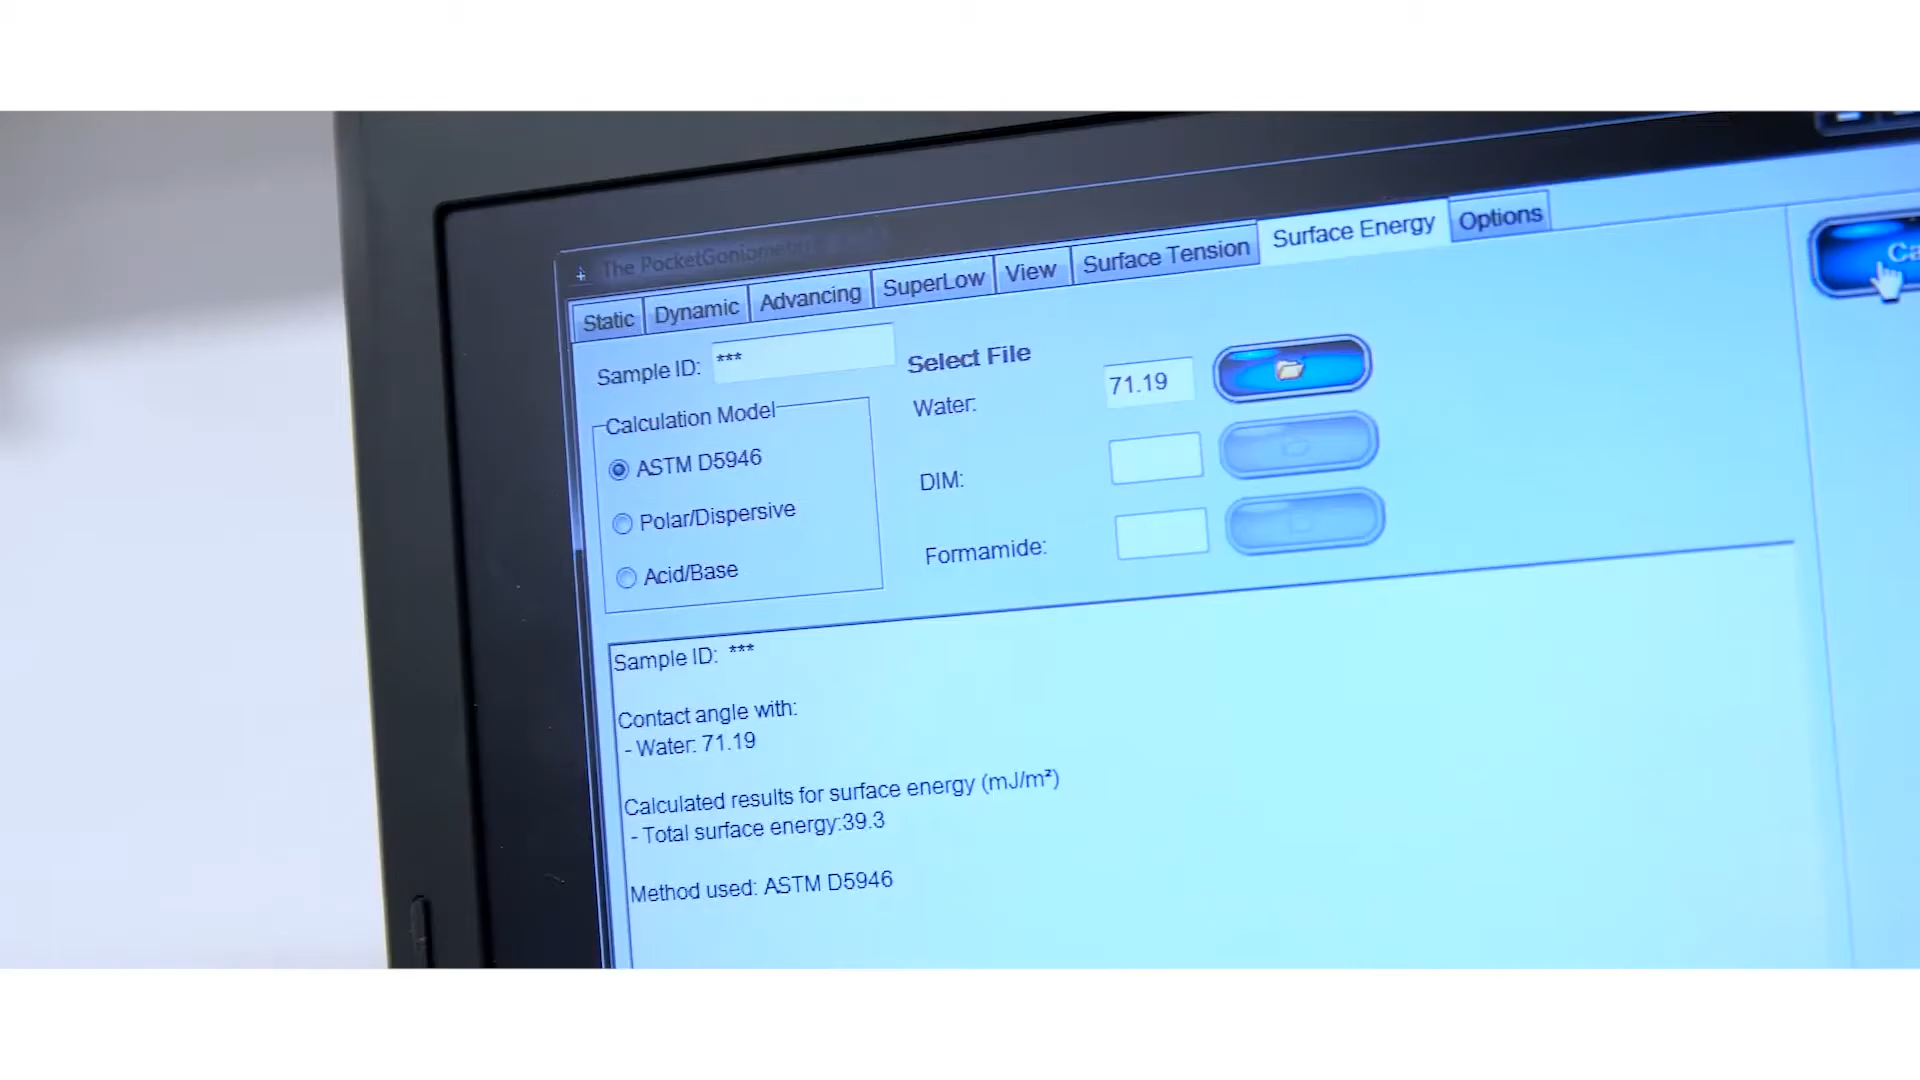 The PocketGoniometer
Static Dynamic Advancing SuperLow View Surface Tension Surface Energy Options
Sample ID: ***
Select File
Calculation Model
ASTM D5946
Polar/Dispersive
Acid/Base
Water: 71.19
DIM:
Formamide:
Sample ID: ***
Contact angle with:
- Water: 71.19
Calculated results for surface energy (mJ/m²)
- Total surface energy:39.3
Method used: ASTM D5946